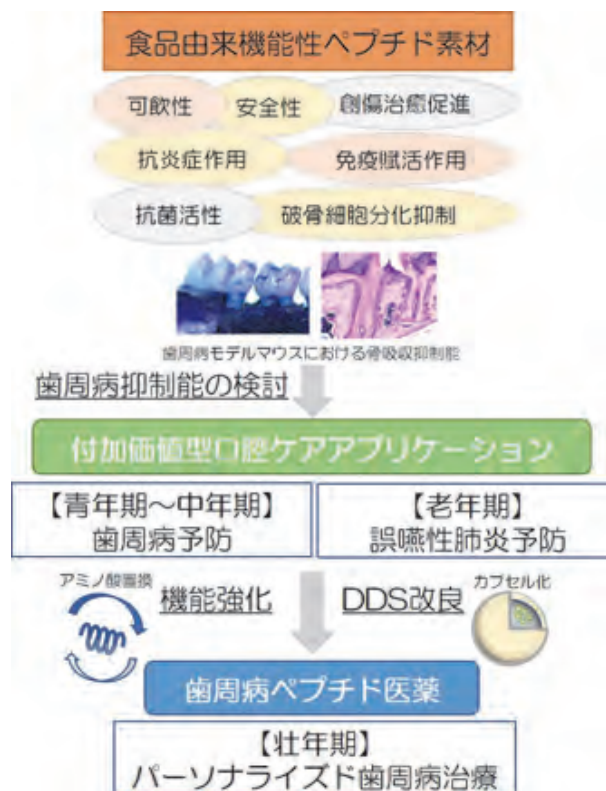 食品由来機能性ペプチド素材
可飲性
安全性
創傷治癒促進
抗炎症作用
免疫賦活作用
抗菌活性
破骨細胞分化抑制
歯周病モデルマウスにおける骨吸収抑制能
歯周病抑制能の検討
付加価値型口腔ケアアプリケーション
【青年期～中年期】
歯周病予防
【老年期】
誤嚥性肺炎予防
アミノ酸置換
機能強化
DDS改良
カプセル化
歯周病ペプチド医薬
【壮年期】
パーソナライズド歯周病治療